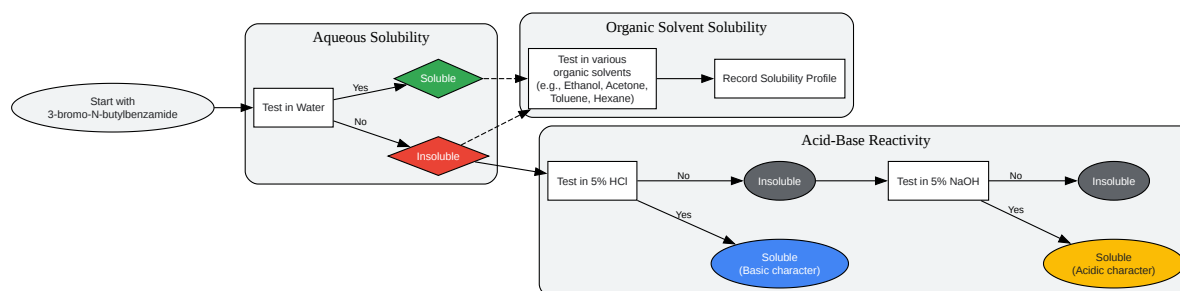 Start with
3-bromo-N-butylbenzamide
Aqueous Solubility
Test in Water
Yes
No
Soluble
Insoluble
Organic Solvent Solubility
Test in various
organic solvents
(e.g., Ethanol, Acetone,
Toluene, Hexane)
Record Solubility Profile
Acid-Base Reactivity
Test in 5% HCl
No
Yes
Insoluble
Soluble
(Basic character)
Test in 5% NaOH
No
Yes
Insoluble
Soluble
(Acidic character)